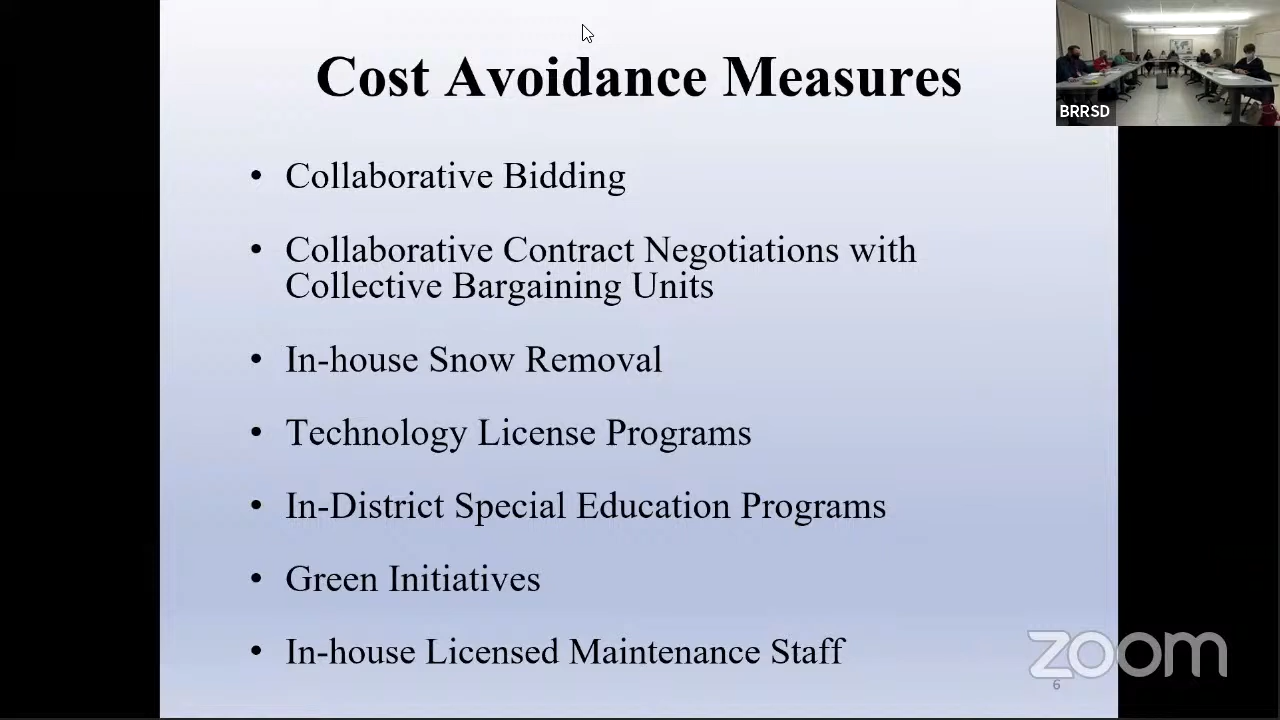 Cost Avoidance Measures
BRRSD
• Collaborative Bidding
• Collaborative Contract Negotiations with
Collective Bargaining Units
• In-house Snow Removal
• Technology License Programs
• In-District Special Education Programs
• Green Initiatives
• In-house Licensed Maintenance Staff
zoom
6